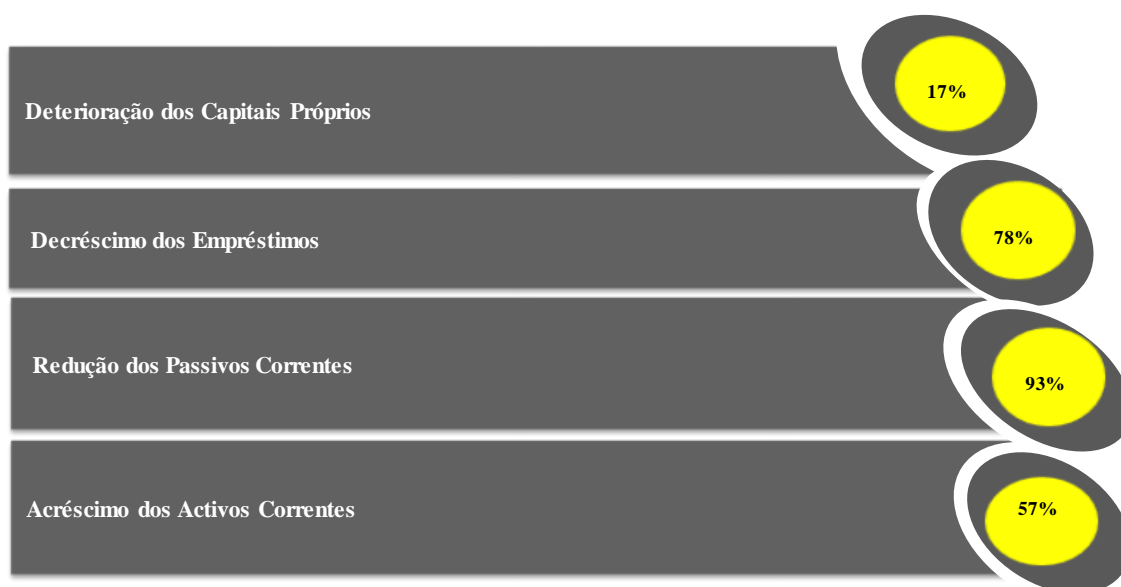 Deterioração dos Capitais Próprios
17%
Decréscimo dos Empréstimos
78%
Redução dos Passivos Correntes
93%
Acréscimo dos Activos Correntes
57%